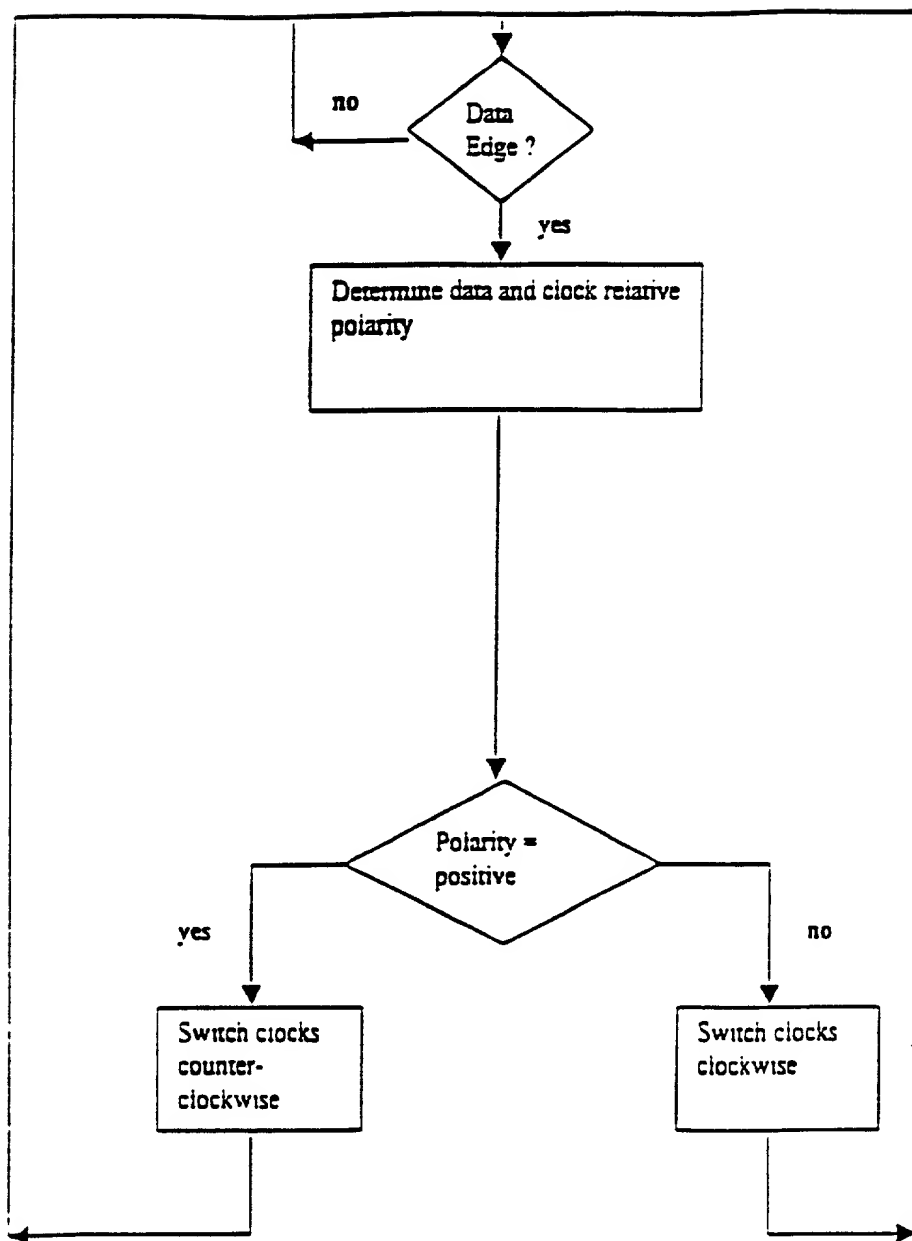 no
Data
Edge ?
yes
Determine data and clock relative
polarity
Polarity =
positive
yes
no
Switch clocks
counter-
clockwise
Switch clocks
clockwise